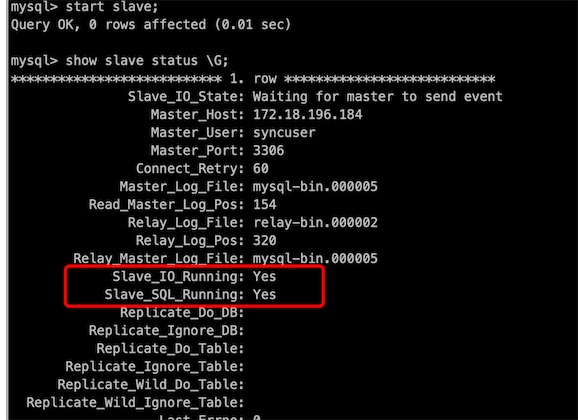 mysql> start slave;
Query OK, 0 rows affected (0.01 sec)
mysql> show slave status \G;
*************************** 1. row ***************************
Slave_IO_State: Waiting for master to send event
Master_Host: 172.18.196.184
Master_User: syncuser
Master_Port: 3306
Connect_Retry: 60
Master_Log_File: mysql-bin.000005
Read_Master_Log_Pos: 154
Relay_Log_File: relay-bin.000002
Relay_Log_Pos: 320
Relay_Master_Log_File: mysql-bin.000005
Slave_IO_Running: Yes
Slave_SQL_Running: Yes
Replicate_Do_DB:
Replicate_Ignore_DB:
Replicate_Do_Table:
Replicate_Ignore_Table:
Replicate_Wild_Do_Table:
Replicate_Wild_Ignore_Table:
Last_Errno: 0